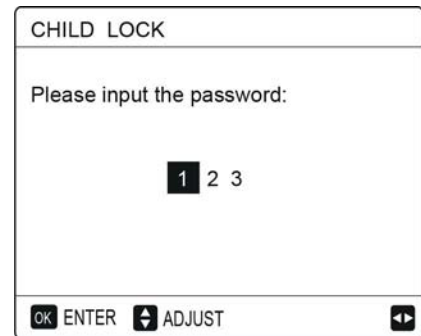 CHILD LOCK
Please input the password:
1 2 3
OK ENTER ADJUST